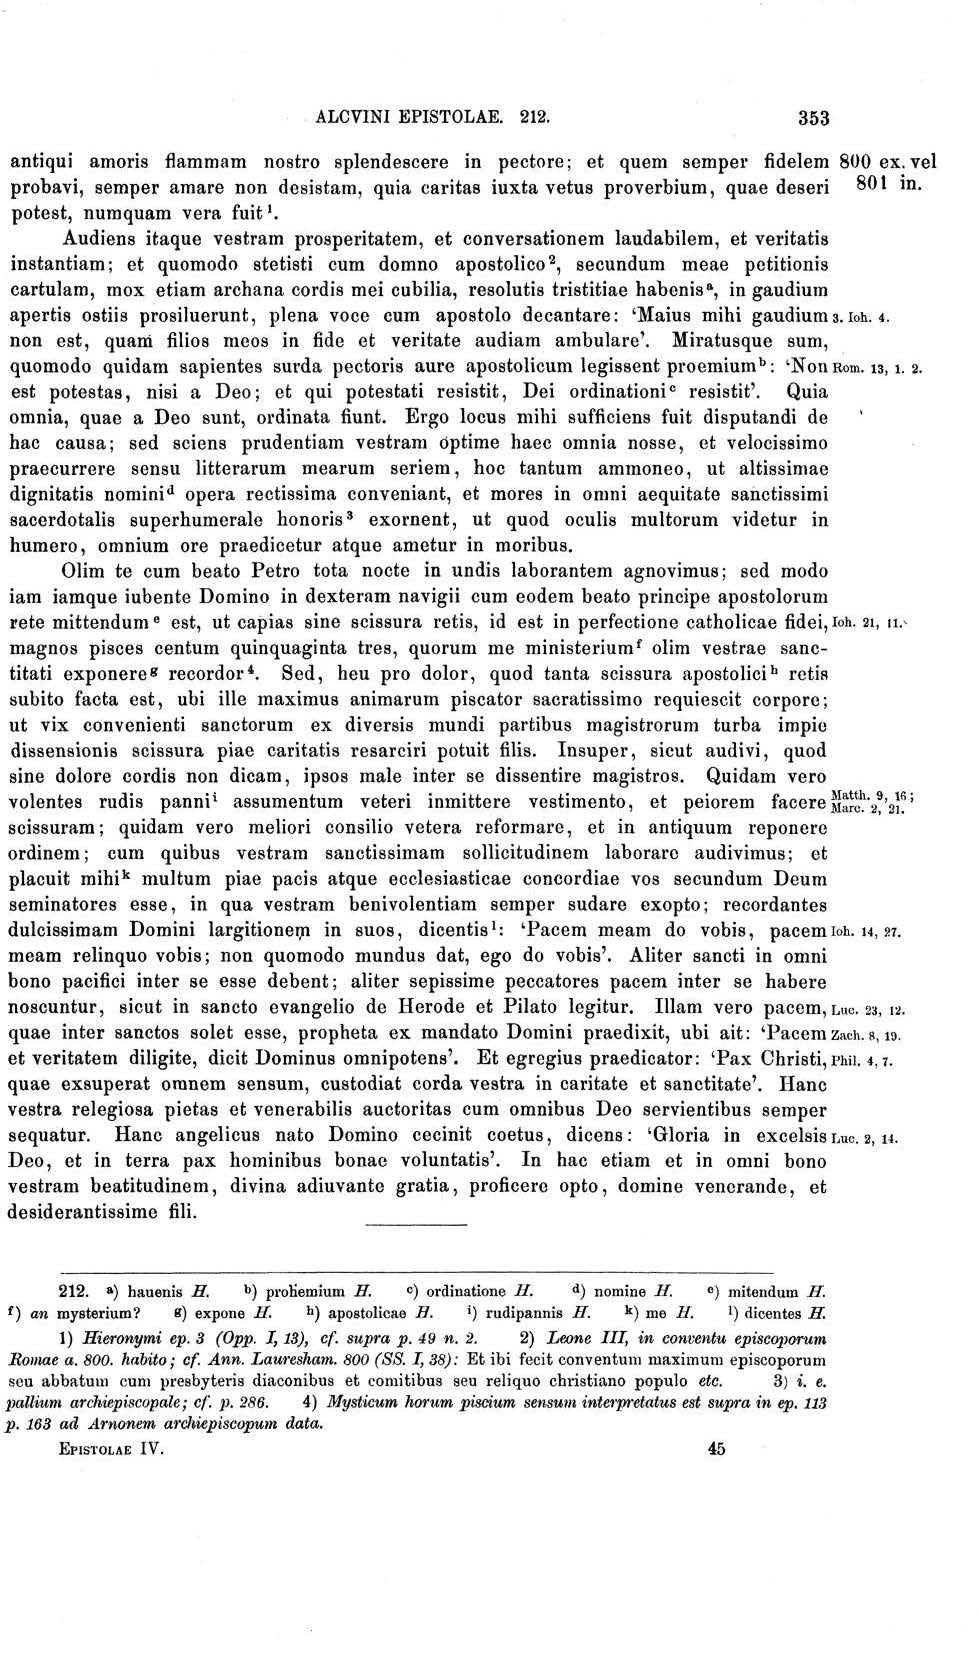 ALCVINI EPISTOLAE. 212. 353
antiqui amoris flammam nostro splendescere in pectore; et quem semper fidelem 800 ex. vel
probavi, semper amare non desistam, quia caritas iuxta vetus proverbium, quae deseri 801 in.
potest, numquam vera fuit¹.
Audiens itaque vestram prosperitatem, et conversationem laudabilem, et veritatis
instantiam; et quomodo stetisti cum domno apostolico², secundum meae petitionis
cartulam, mox etiam archana cordis mei cubilia, resolutis tristitiae habenisᵃ, in gaudium
apertis ostiis prosiluerunt, plena voce cum apostolo decantare: ‘Maius mihi gaudium 3. Ioh. 4.
non est, quam filios meos in fide et veritate audiam ambulare’. Miratusque sum,
quomodo quidam sapientes surda pectoris aure apostolicum legissent proemiumᵇ: ‘Non Rom. 13, 1. 2.
est potestas, nisi a Deo; et qui potestati resistit, Dei ordinationiᶜ resistit’. Quia
omnia, quae a Deo sunt, ordinata fiunt. Ergo locus mihi sufficiens fuit disputandi de
hac causa; sed sciens prudentiam vestram optime haec omnia nosse, et velocissimo
praecurrere sensu litterarum mearum seriem, hoc tantum ammoneo, ut altissimae
dignitatis nominiᵈ opera rectissima conveniant, et mores in omni aequitate sanctissimi
sacerdotalis superhumerale honoris³ exornent, ut quod oculis multorum videtur in
humero, omnium ore praedicetur atque ametur in moribus.
Olim te cum beato Petro tota nocte in undis laborantem agnovimus; sed modo
iam iamque iubente Domino in dexteram navigii cum eodem beato principe apostolorum
rete mittendumᵉ est, ut capias sine scissura retis, id est in perfectione catholicae fidei, Ioh. 21, 11.
magnos pisces centum quinquaginta tres, quorum me ministeriumᶠ olim vestrae sanc-
titati exponereᵍ recordor⁴. Sed, heu pro dolor, quod tanta scissura apostoliciʰ retis
subito facta est, ubi ille maximus animarum piscator sacratissimo requiescit corpore;
ut vix convenienti sanctorum ex diversis mundi partibus magistrorum turba impie
dissensionis scissura piae caritatis resarciri potuit filis. Insuper, sicut audivi, quod
sine dolore cordis non dicam, ipsos male inter se dissentire magistros. Quidam vero
volentes rudis panniⁱ assumentum veteri inmittere vestimento, et peiorem facere Matth. 9, 16; Marc. 2, 21.
scissuram; quidam vero meliori consilio vetera reformare, et in antiquum reponere
ordinem; cum quibus vestram sanctissimam sollicitudinem laborare audivimus; et
placuit mihiᵏ multum piae pacis atque ecclesiasticae concordiae vos secundum Deum
seminatores esse, in qua vestram benivolentiam semper sudare exopto; recordantes
dulcissimam Domini largitionem in suos, dicentisˡ: ‘Pacem meam do vobis, pacem Ioh. 14, 27.
meam relinquo vobis; non quomodo mundus dat, ego do vobis’. Aliter sancti in omni
bono pacifici inter se esse debent; aliter sepissime peccatores pacem inter se habere
noscuntur, sicut in sancto evangelio de Herode et Pilato legitur. Illam vero pacem, Luc. 23, 12.
quae inter sanctos solet esse, propheta ex mandato Domini praedixit, ubi ait: ‘Pacem Zach. 8, 19.
et veritatem diligite, dicit Dominus omnipotens’. Et egregius praedicator: ‘Pax Christi, Phil. 4, 7.
quae exsuperat omnem sensum, custodiat corda vestra in caritate et sanctitate’. Hanc
vestra relegiosa pietas et venerabilis auctoritas cum omnibus Deo servientibus semper
sequatur. Hanc angelicus nato Domino cecinit coetus, dicens: ‘Gloria in excelsis Luc. 2, 14.
Deo, et in terra pax hominibus bonae voluntatis’. In hac etiam et in omni bono
vestram beatitudinem, divina adiuvante gratia, proficere opto, domine venerande, et
desiderantissime fili.
212. ᵃ) hauenis H. ᵇ) prohemium H. ᶜ) ordinatione H. ᵈ) nomine H. ᵉ) mitendum H.
ᶠ) an mysterium? ᵍ) expone H. ʰ) apostolicae H. ⁱ) rudipannis H. ᵏ) me H. ˡ) dicentes H.
1) Hieronymi ep. 3 (Opp. I, 13), cf. supra p. 49 n. 2. 2) Leone III, in conventu episcoporum
Romae a. 800. habito; cf. Ann. Lauresham. 800 (SS. I, 38): Et ibi fecit conventum maximum episcoporum
seu abbatum cum presbyteris diaconibus et comitibus seu reliquo christiano populo etc. 3) i. e.
pallium archiepiscopale; cf. p. 286. 4) Mysticum horum piscium sensum interpretatus est supra in ep. 113
p. 163 ad Arnonem archiepiscopum data.
EPISTOLAE IV. 45